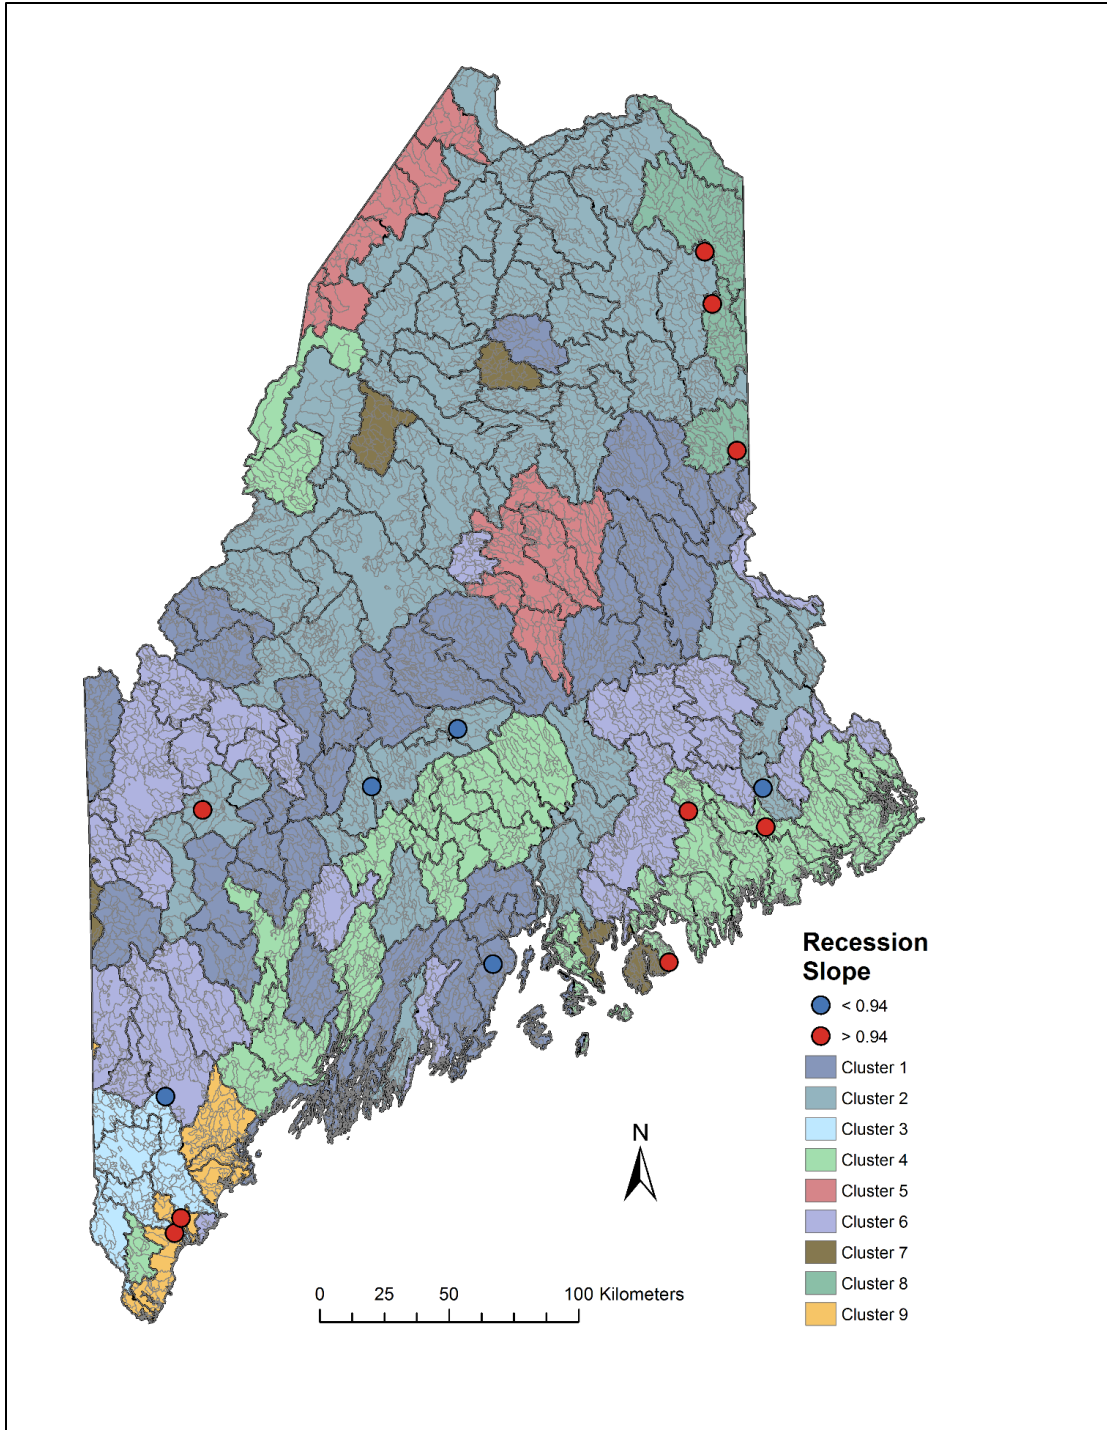 Recession
Slope
< 0.94
> 0.94
Cluster 1
Cluster 2
Cluster 3
Cluster 4
Cluster 5
Cluster 6
Cluster 7
Cluster 8
Cluster 9
N
0 25 50 100 Kilometers